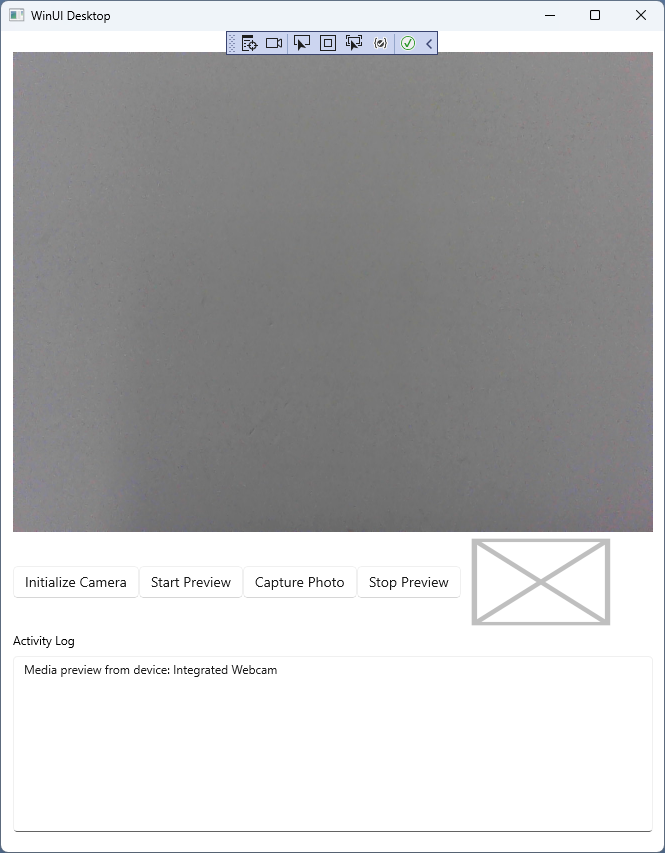 WinUI Desktop
Initialize Camera Start Preview Capture Photo Stop Preview
Activity Log
Media preview from device: Integrated Webcam